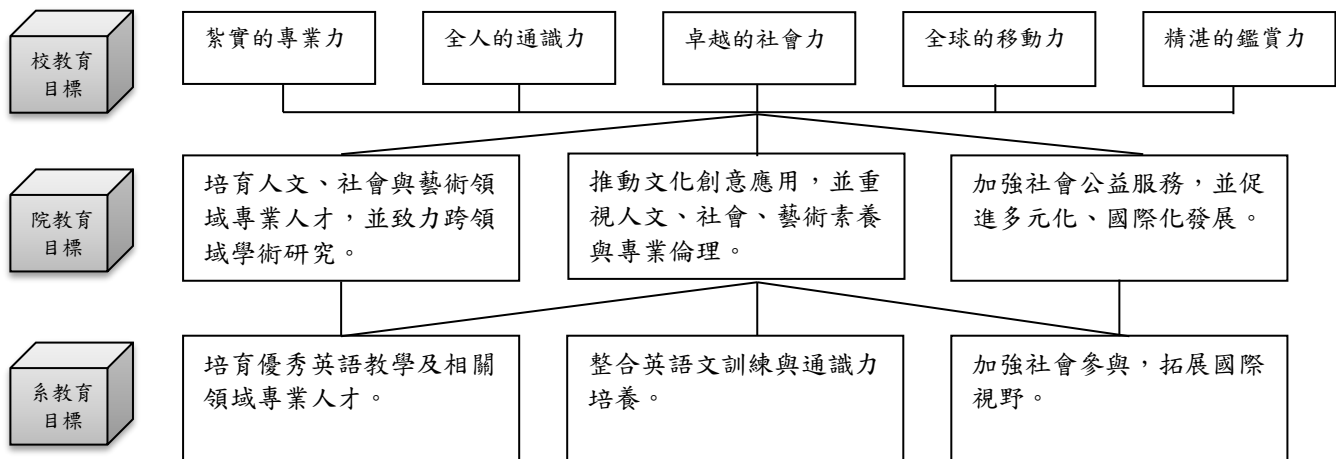 校教育
目標
紮實的專業力
全人的通識力
卓越的社會力
全球的移動力
精湛的鑑賞力
院教育
目標
培育人文、社會與藝術領
域專業人才，並致力跨領
域學術研究。
推動文化創意應用，並重
視人文、社會、藝術素養
與專業倫理。
加強社會公益服務，並促
進多元化、國際化發展。
系教育
目標
培育優秀英語教學及相關
領域專業人才。
整合英語文訓練與通識力
培養。
加強社會參與，拓展國際
視野。